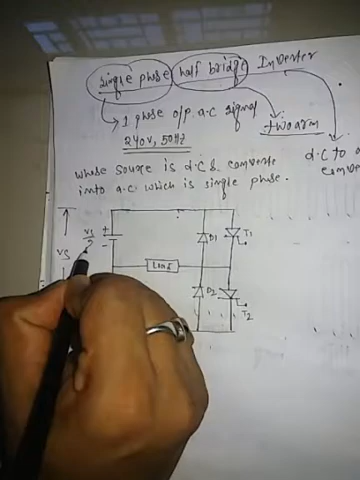 single phase half bridge Inverter
1 phase o/p a.c signal
240V, 50Hz
two arm
d.c to a
conver
whose source is d.c & converte
into a.c. which is single phase.
Vs/2
+
-
Vs
Load
D1
T1
D2
T2